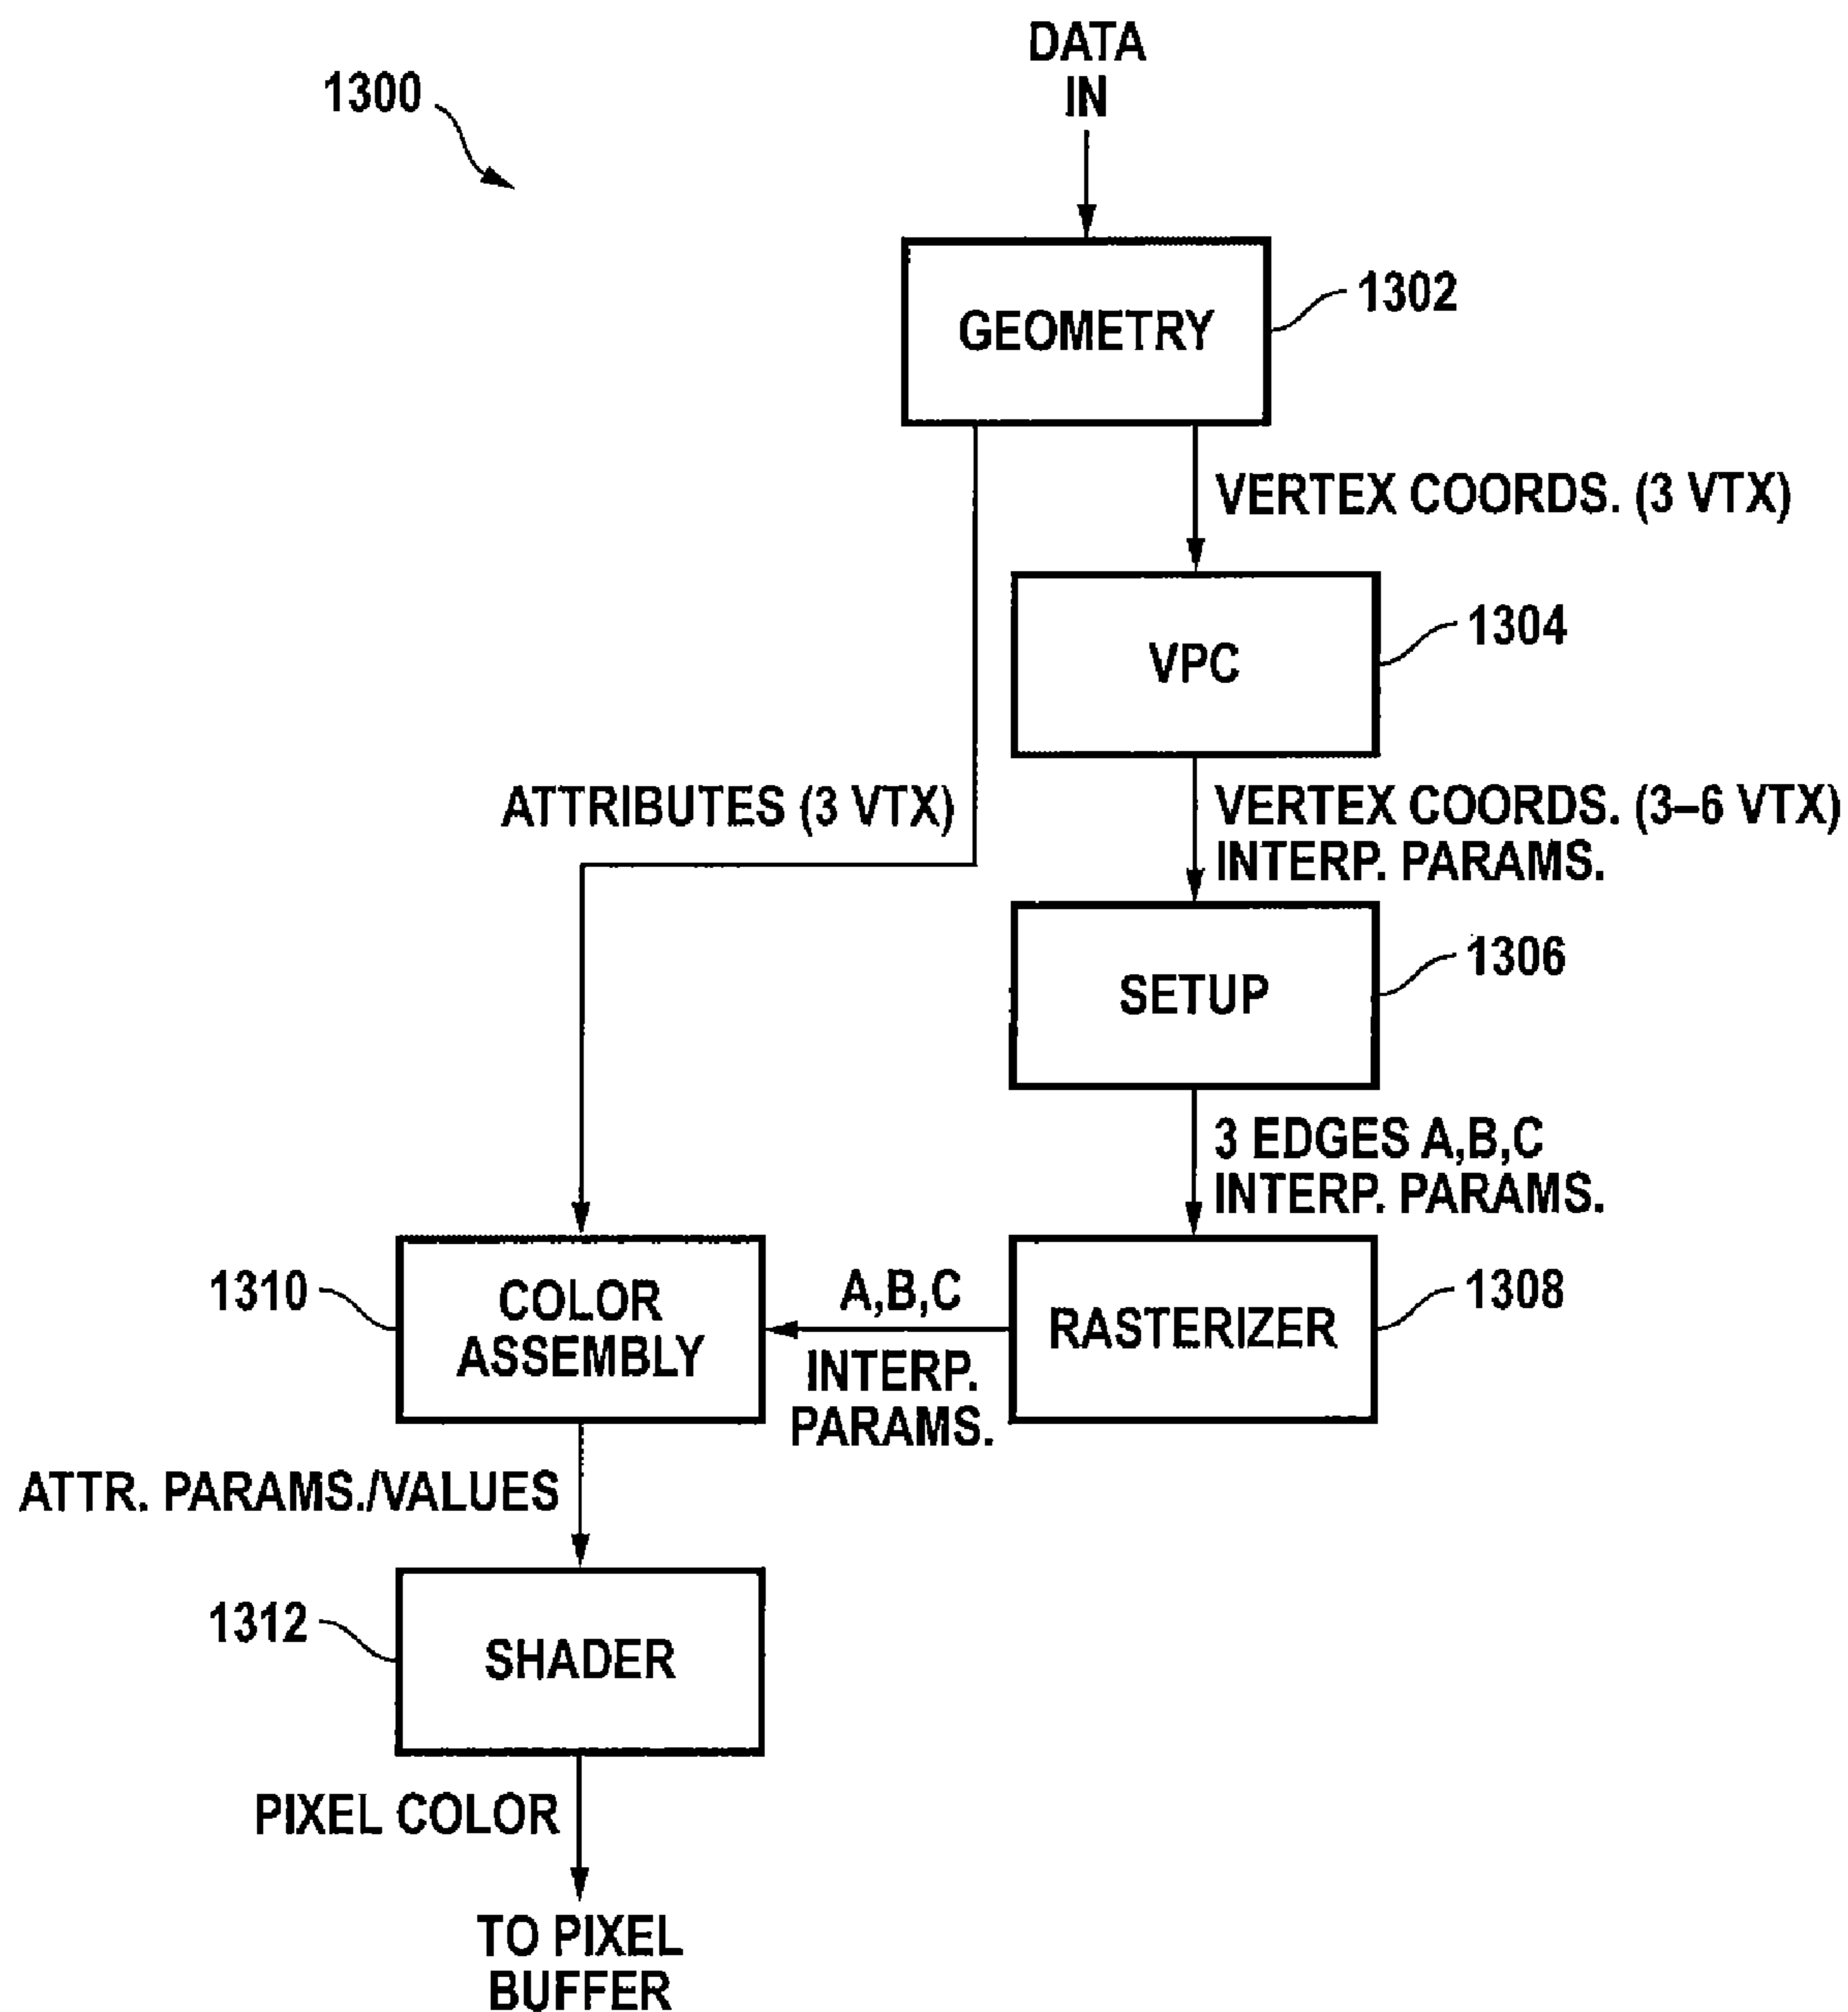 DATA
IN
1300
GEOMETRY
1302
VERTEX COORDS. (3 VTX)
VPC
1304
ATTRIBUTES (3 VTX)
VERTEX COORDS. (3–6 VTX)
INTERP. PARAMS.
SETUP
1306
3 EDGES A,B,C
INTERP. PARAMS.
1310
COLOR
ASSEMBLY
A,B,C
INTERP.
PARAMS.
RASTERIZER
1308
ATTR. PARAMS./VALUES
1312
SHADER
PIXEL COLOR
TO PIXEL
BUFFER